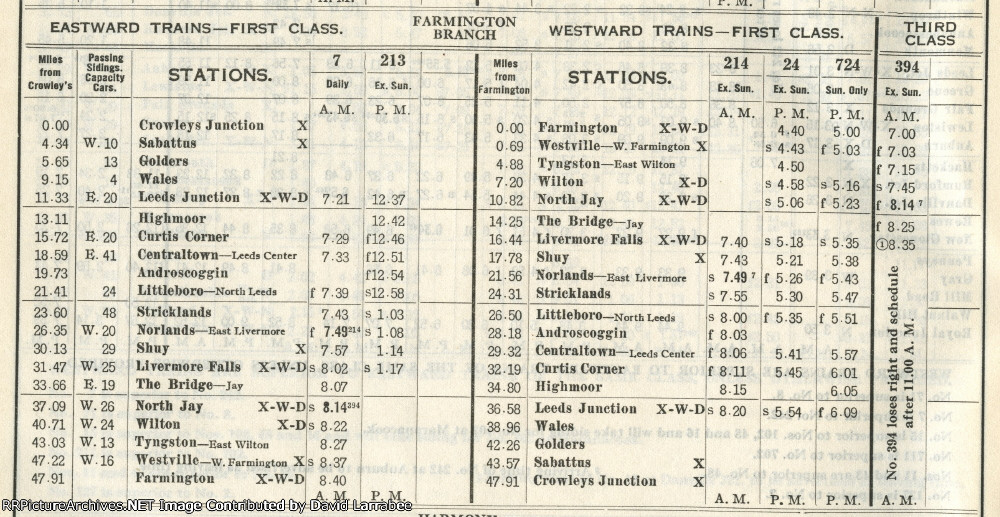 A. M. P. M.
EASTWARD TRAINS—FIRST CLASS. FARMINGTON BRANCH WESTWARD TRAINS—FIRST CLASS. THIRD CLASS
Miles from Crowley's Passing Sidings. Capacity Cars. STATIONS. 7 Daily 213 Ex. Sun. Miles from Farmington STATIONS. 214 Ex. Sun. 24 Ex. Sun. 724 Sun. Only 394 Ex. Sun.
A. M. P. M. A. M. P. M. P. M. A. M.
0.00 Crowleys Junction X 0.00 Farmington X-W-D 4.40 5.00 7.00
4.34 W. 10 Sabattus X 0.69 Westville—W. Farmington X s 4.43 f 5.03 f 7.03
5.65 13 Golders 4.88 Tyngston—East Wilton 4.50 f 7.15
9.15 4 Wales 7.20 Wilton X-D s 4.58 s 5.16 s 7.45
11.33 E. 20 Leeds Junction X-W-D 7.21 12.37 10.82 North Jay X-W-D s 5.06 f 5.23 f 8.14⁷
13.11 Highmoor 12.42 14.25 The Bridge—Jay f 8.25
15.72 E. 20 Curtis Corner 7.29 f12.46 16.44 Livermore Falls X-W-D 7.40 s 5.18 s 5.35 ①8.35
18.59 E. 41 Centraltown—Leeds Center 7.33 f12.51 17.78 Shuy X 7.43 5.21 5.38
19.73 Androscoggin f12.54 21.56 Norlands—East Livermore s 7.49⁷ f 5.26 f 5.43
21.41 24 Littleboro—North Leeds f 7.39 s12.58 24.31 Stricklands s 7.55 5.30 5.47
23.60 48 Stricklands 7.43 s 1.03 26.50 Littleboro—North Leeds s 8.00 f 5.35 f 5.51
26.35 W. 20 Norlands—East Livermore f 7.49²¹⁴ s 1.08 28.18 Androscoggin f 8.03
30.13 29 Shuy X 7.57 1.14 29.32 Centraltown—Leeds Center f 8.06 5.41 5.57
31.47 W. 25 Livermore Falls X-W-D s 8.02 s 1.17 32.19 Curtis Corner f 8.11 5.45 6.01
33.66 E. 19 The Bridge—Jay 8.07 34.80 Highmoor 8.15 6.05
37.09 W. 26 North Jay X-W-D s 8.14³⁹⁴ 36.58 Leeds Junction X-W-D s 8.20 s 5.54 f 6.09
40.71 W. 24 Wilton X-D s 8.22 38.96 Wales
43.03 W. 13 Tyngston—East Wilton 8.27 42.26 Golders
47.22 W. 16 Westville—W. Farmington X s 8.37 43.57 Sabattus X
47.91 Farmington X-W-D 8.40 47.91 Crowleys Junction X
A. M. P. M. A. M. P. M. P. M. A. M.
No. 394 loses right and schedule
after 11.00 A. M.
RRPictureArchives.NET Image Contributed by David Larrabee
HARMONY